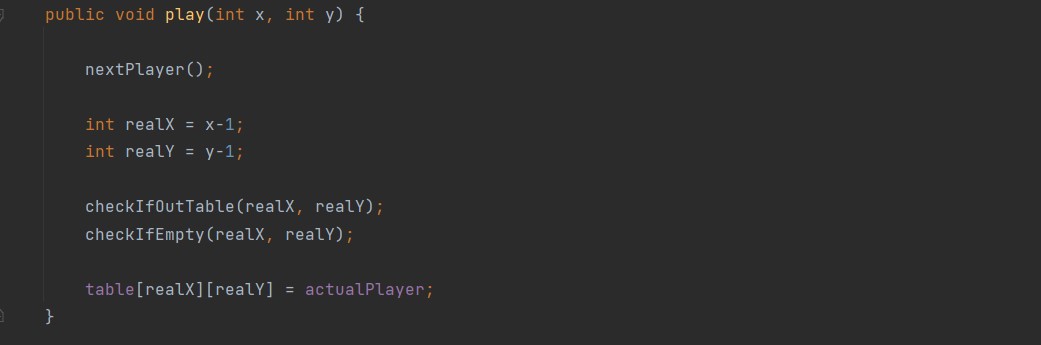 public void play(int x, int y) {
nextPlayer();
int realX = x-1;
int realY = y-1;
checkIfOutTable(realX, realY);
checkIfEmpty(realX, realY);
table[realX][realY] = actualPlayer;
}